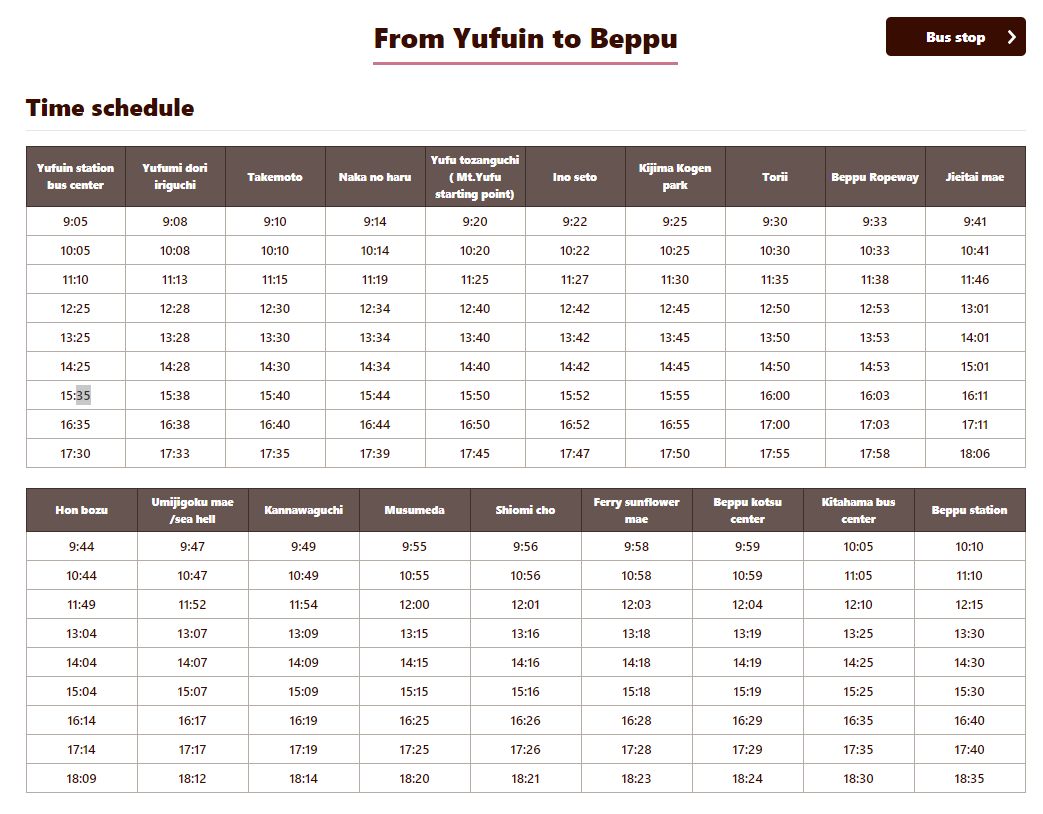 From Yufuin to Beppu
Bus stop
Time schedule
Yufuin station bus center Yufumi dori iriguchi Takemoto Naka no haru Yufu tozanguchi ( Mt.Yufu starting point) Ino seto Kijima Kogen park Torii Beppu Ropeway Jieitai mae
9:05 9:08 9:10 9:14 9:20 9:22 9:25 9:30 9:33 9:41
10:05 10:08 10:10 10:14 10:20 10:22 10:25 10:30 10:33 10:41
11:10 11:13 11:15 11:19 11:25 11:27 11:30 11:35 11:38 11:46
12:25 12:28 12:30 12:34 12:40 12:42 12:45 12:50 12:53 13:01
13:25 13:28 13:30 13:34 13:40 13:42 13:45 13:50 13:53 14:01
14:25 14:28 14:30 14:34 14:40 14:42 14:45 14:50 14:53 15:01
15:35 15:38 15:40 15:44 15:50 15:52 15:55 16:00 16:03 16:11
16:35 16:38 16:40 16:44 16:50 16:52 16:55 17:00 17:03 17:11
17:30 17:33 17:35 17:39 17:45 17:47 17:50 17:55 17:58 18:06
Hon bozu Umijigoku mae /sea hell Kannawaguchi Musumeda Shiomi cho Ferry sunflower mae Beppu kotsu center Kitahama bus center Beppu station
9:44 9:47 9:49 9:55 9:56 9:58 9:59 10:05 10:10
10:44 10:47 10:49 10:55 10:56 10:58 10:59 11:05 11:10
11:49 11:52 11:54 12:00 12:01 12:03 12:04 12:10 12:15
13:04 13:07 13:09 13:15 13:16 13:18 13:19 13:25 13:30
14:04 14:07 14:09 14:15 14:16 14:18 14:19 14:25 14:30
15:04 15:07 15:09 15:15 15:16 15:18 15:19 15:25 15:30
16:14 16:17 16:19 16:25 16:26 16:28 16:29 16:35 16:40
17:14 17:17 17:19 17:25 17:26 17:28 17:29 17:35 17:40
18:09 18:12 18:14 18:20 18:21 18:23 18:24 18:30 18:35